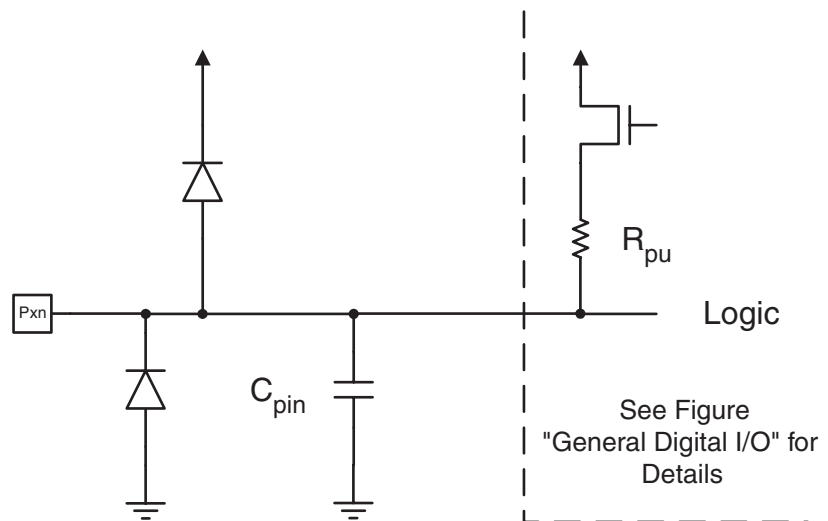 R_pu
Pxn
Logic
C_pin
See Figure
"General Digital I/O" for
Details